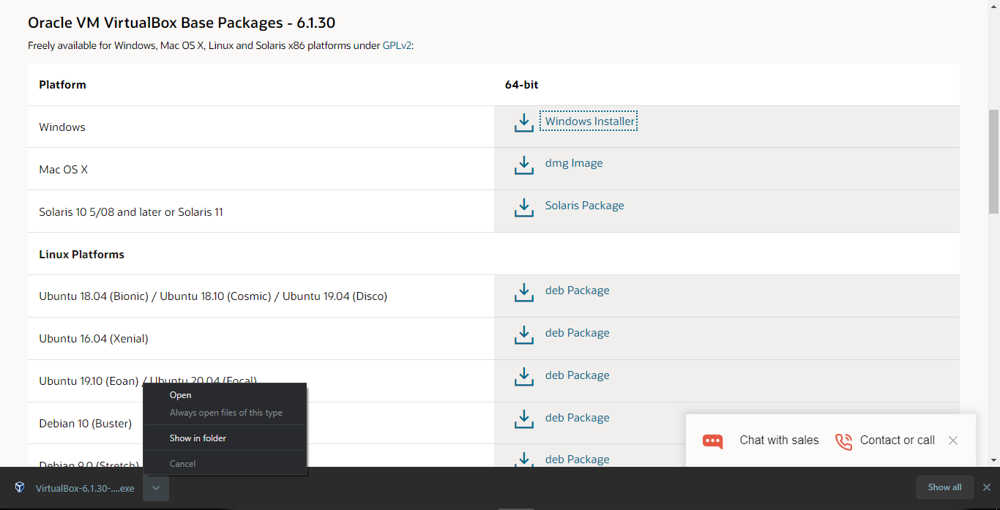 Oracle VM VirtualBox Base Packages - 6.1.30
Freely available for Windows, Mac OS X, Linux and Solaris x86 platforms under GPLv2:
Platform 64-bit
Windows Windows Installer
Mac OS X dmg Image
Solaris 10 5/08 and later or Solaris 11 Solaris Package
Linux Platforms
Ubuntu 18.04 (Bionic) / Ubuntu 18.10 (Cosmic) / Ubuntu 19.04 (Disco) deb Package
Ubuntu 16.04 (Xenial) deb Package
Ubuntu 19.10 (Eoan) / Ubuntu 20.04 (Focal) deb Package
Debian 10 (Buster) deb Package
Debian 9.0 (Stretch) deb Package
Open
Always open files of this type
Show in folder
Cancel
Chat with sales Contact or call
VirtualBox-6.1.30-....exe Show all